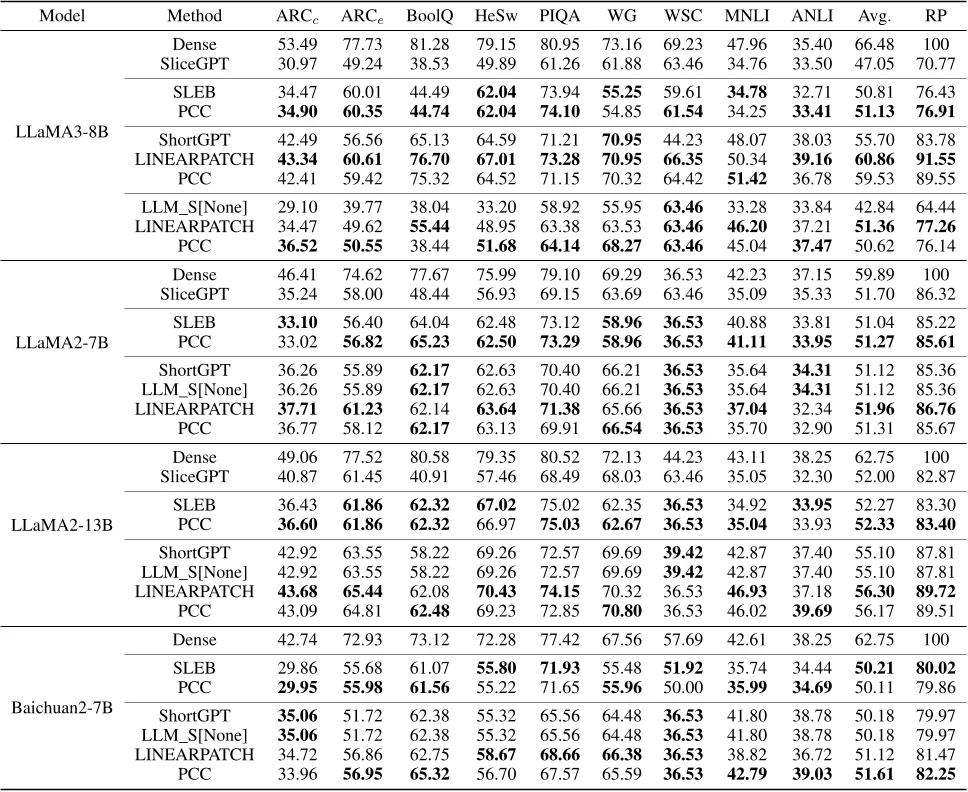 Model Method ARCc ARCe BoolQ HeSw PIQA WG WSC MNLI ANLI Avg. RP
Dense 53.49 77.73 81.28 79.15 80.95 73.16 69.23 47.96 35.40 66.48 100
SliceGPT 30.97 49.24 38.53 49.89 61.26 61.88 63.46 34.76 33.50 47.05 70.77
SLEB 34.47 60.01 44.49 62.04 73.94 55.25 59.61 34.78 32.71 50.81 76.43
PCC 34.90 60.35 44.74 62.04 74.10 54.85 61.54 34.25 33.41 51.13 76.91
LLaMA3-8B
ShortGPT 42.49 56.56 65.13 64.59 71.21 70.95 44.23 48.07 38.03 55.70 83.78
LINEARPATCH 43.34 60.61 76.70 67.01 73.28 70.95 66.35 50.34 39.16 60.86 91.55
PCC 42.41 59.42 75.32 64.52 71.15 70.32 64.42 51.42 36.78 59.53 89.55
LLM_S[None] 29.10 39.77 38.04 33.20 58.92 55.95 63.46 33.28 33.84 42.84 64.44
LINEARPATCH 34.47 49.62 55.44 48.95 63.38 63.53 63.46 46.20 37.21 51.36 77.26
PCC 36.52 50.55 38.44 51.68 64.14 68.27 63.46 45.04 37.47 50.62 76.14
Dense 46.41 74.62 77.67 75.99 79.10 69.29 36.53 42.23 37.15 59.89 100
SliceGPT 35.24 58.00 48.44 56.93 69.15 63.69 63.46 35.09 35.33 51.70 86.32
SLEB 33.10 56.40 64.04 62.48 73.12 58.96 36.53 40.88 33.81 51.04 85.22
LLaMA2-7B
PCC 33.02 56.82 65.23 62.50 73.29 58.96 36.53 41.11 33.95 51.27 85.61
ShortGPT 36.26 55.89 62.17 62.63 70.40 66.21 36.53 35.64 34.31 51.12 85.36
LLM_S[None] 36.26 55.89 62.17 62.63 70.40 66.21 36.53 35.64 34.31 51.12 85.36
LINEARPATCH 37.71 61.23 62.14 63.64 71.38 65.66 36.53 37.04 32.34 51.96 86.76
PCC 36.77 58.12 62.17 63.13 69.91 66.54 36.53 35.70 32.90 51.31 85.67
Dense 49.06 77.52 80.58 79.35 80.52 72.13 44.23 43.11 38.25 62.75 100
SliceGPT 40.87 61.45 40.91 57.46 68.49 68.03 63.46 35.05 32.30 52.00 82.87
SLEB 36.43 61.86 62.32 67.02 75.02 62.35 36.53 34.92 33.95 52.27 83.30
LLaMA2-13B
PCC 36.60 61.86 62.32 66.97 75.03 62.67 36.53 35.04 33.93 52.33 83.40
ShortGPT 42.92 63.55 58.22 69.26 72.57 69.69 39.42 42.87 37.40 55.10 87.81
LLM_S[None] 42.92 63.55 58.22 69.26 72.57 69.69 39.42 42.87 37.40 55.10 87.81
LINEARPATCH 43.68 65.44 62.08 70.43 74.15 70.32 36.53 46.93 37.18 56.30 89.72
PCC 43.09 64.81 62.48 69.23 72.85 70.80 36.53 46.02 39.69 56.17 89.51
Dense 42.74 72.93 73.12 72.28 77.42 67.56 57.69 42.61 38.25 62.75 100
SLEB 29.86 55.68 61.07 55.80 71.93 55.48 51.92 35.74 34.44 50.21 80.02
PCC 29.95 55.98 61.56 55.22 71.65 55.96 50.00 35.99 34.69 50.11 79.86
Baichuan2-7B
ShortGPT 35.06 51.72 62.38 55.32 65.56 64.48 36.53 41.80 38.78 50.18 79.97
LLM_S[None] 35.06 51.72 62.38 55.32 65.56 64.48 36.53 41.80 38.78 50.18 79.97
LINEARPATCH 34.72 56.86 62.75 58.67 68.66 66.38 36.53 38.82 36.72 51.12 81.47
PCC 33.96 56.95 65.32 56.70 67.57 65.59 36.53 42.79 39.03 51.61 82.25